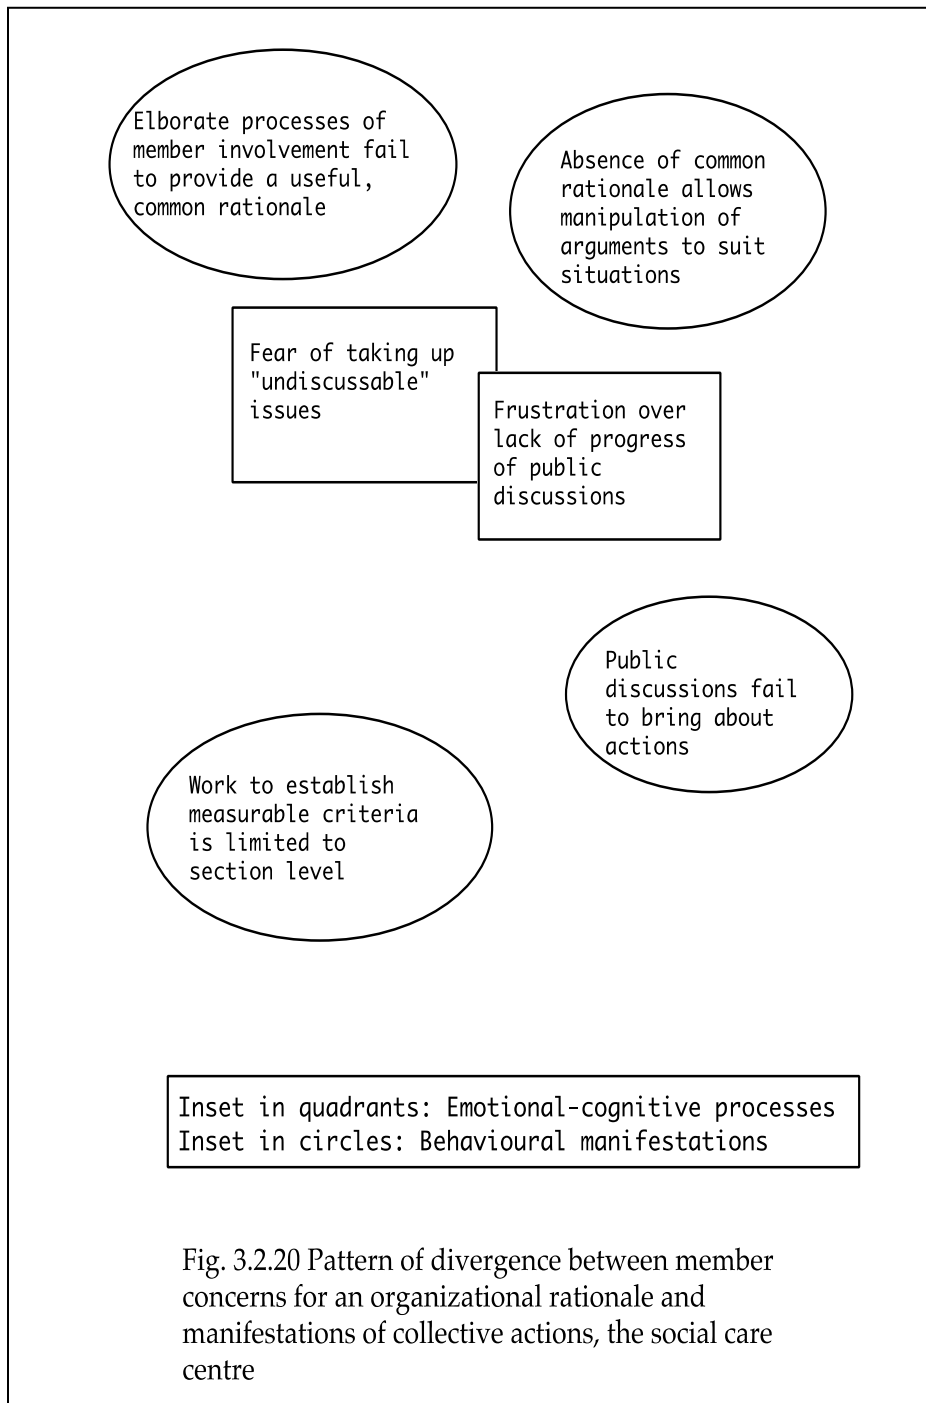 Elborate processes of
member involvement fail
to provide a useful,
common rationale
Absence of common
rationale allows
manipulation of
arguments to suit
situations
Fear of taking up
"undiscussable"
issues
Frustration over
lack of progress
of public
discussions
Public
discussions fail
to bring about
actions
Work to establish
measurable criteria
is limited to
section level
Inset in quadrants: Emotional-cognitive processes
Inset in circles: Behavioural manifestations
Fig. 3.2.20 Pattern of divergence between member
concerns for an organizational rationale and
manifestations of collective actions, the social care
centre